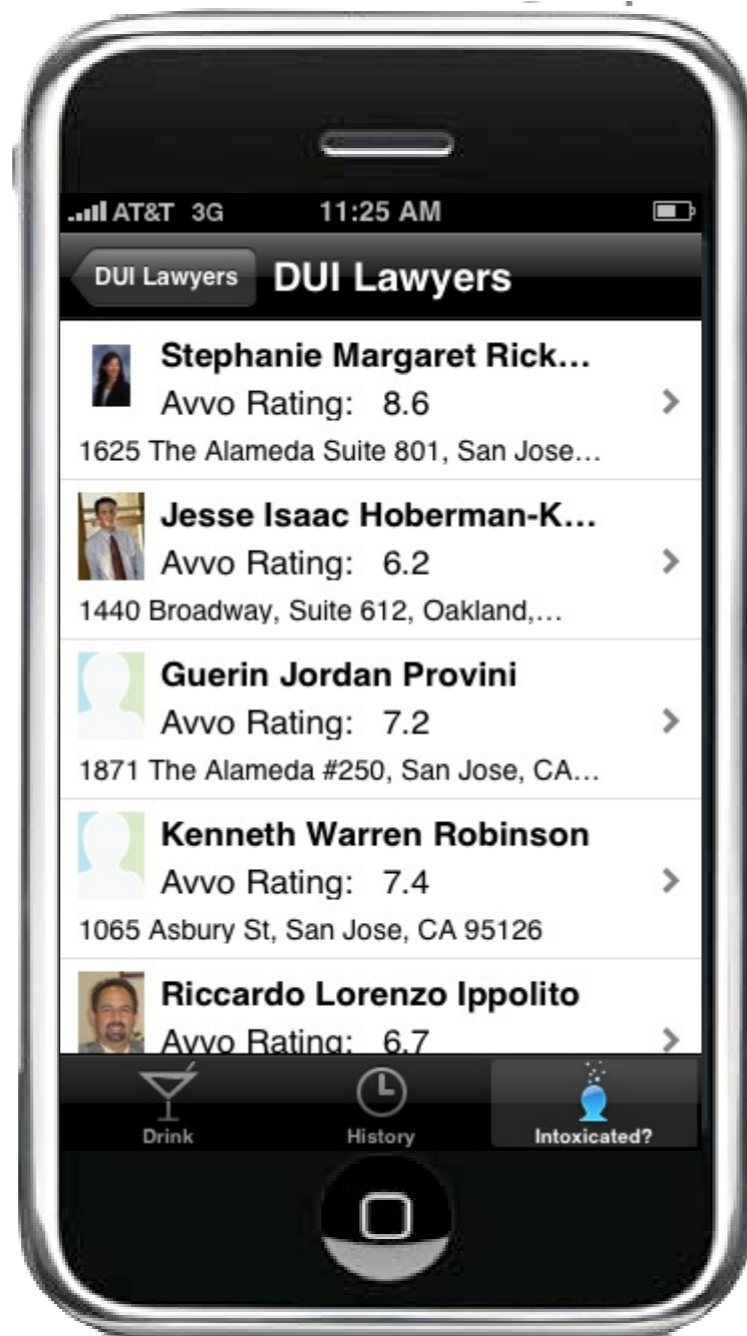 AT&T 3G 11:25 AM
DUI Lawyers DUI Lawyers
Stephanie Margaret Rick...
Avvo Rating: 8.6
1625 The Alameda Suite 801, San Jose...
Jesse Isaac Hoberman-K...
Avvo Rating: 6.2
1440 Broadway, Suite 612, Oakland,...
Guerin Jordan Provini
Avvo Rating: 7.2
1871 The Alameda #250, San Jose, CA...
Kenneth Warren Robinson
Avvo Rating: 7.4
1065 Asbury St, San Jose, CA 95126
Riccardo Lorenzo Ippolito
Avvo Rating: 6.7
Drink History Intoxicated?